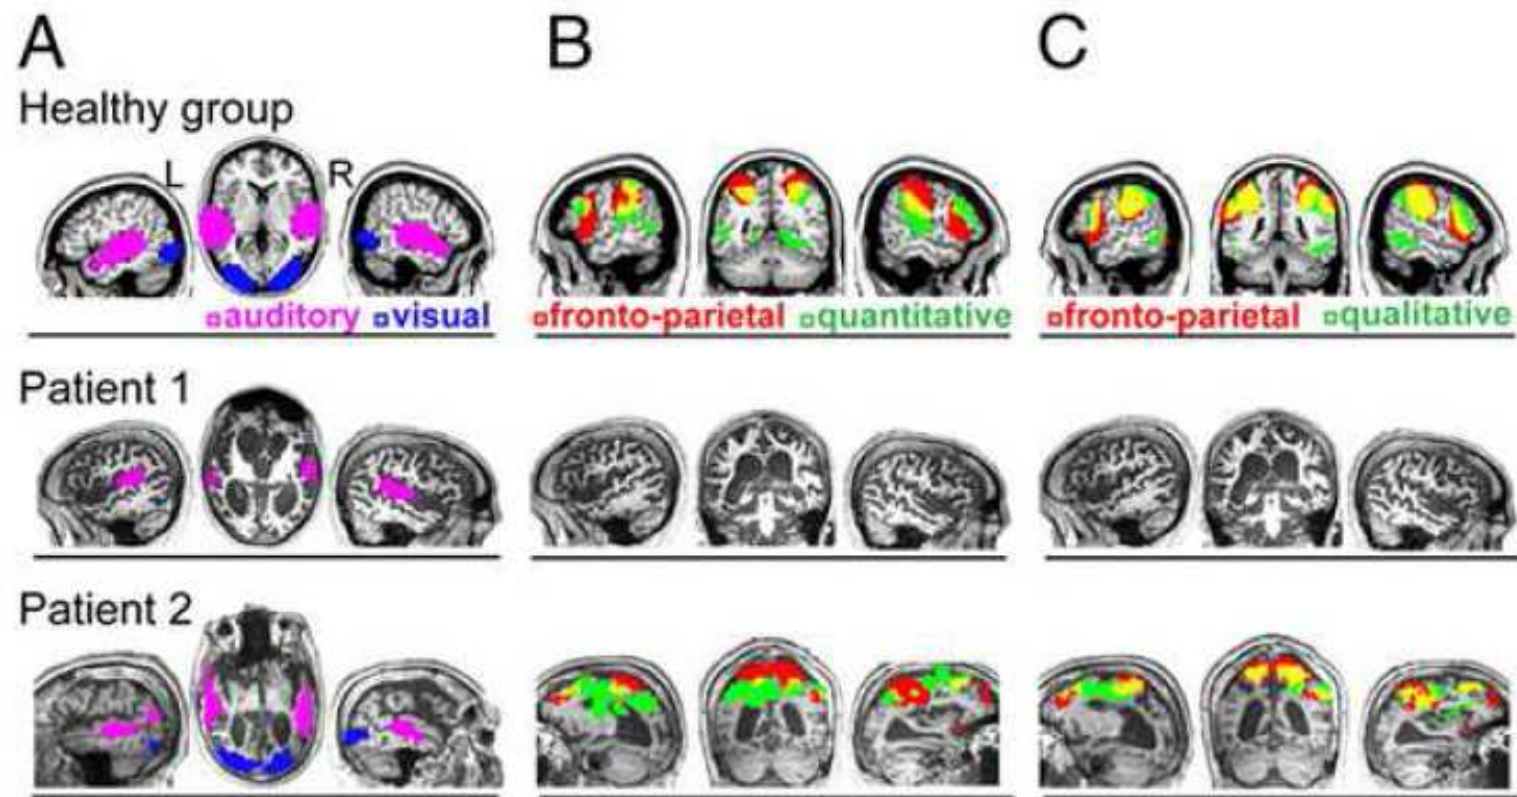 A B C
Healthy group
L R
auditory visual fronto-parietal quantitative fronto-parietal qualitative
Patient 1
Patient 2